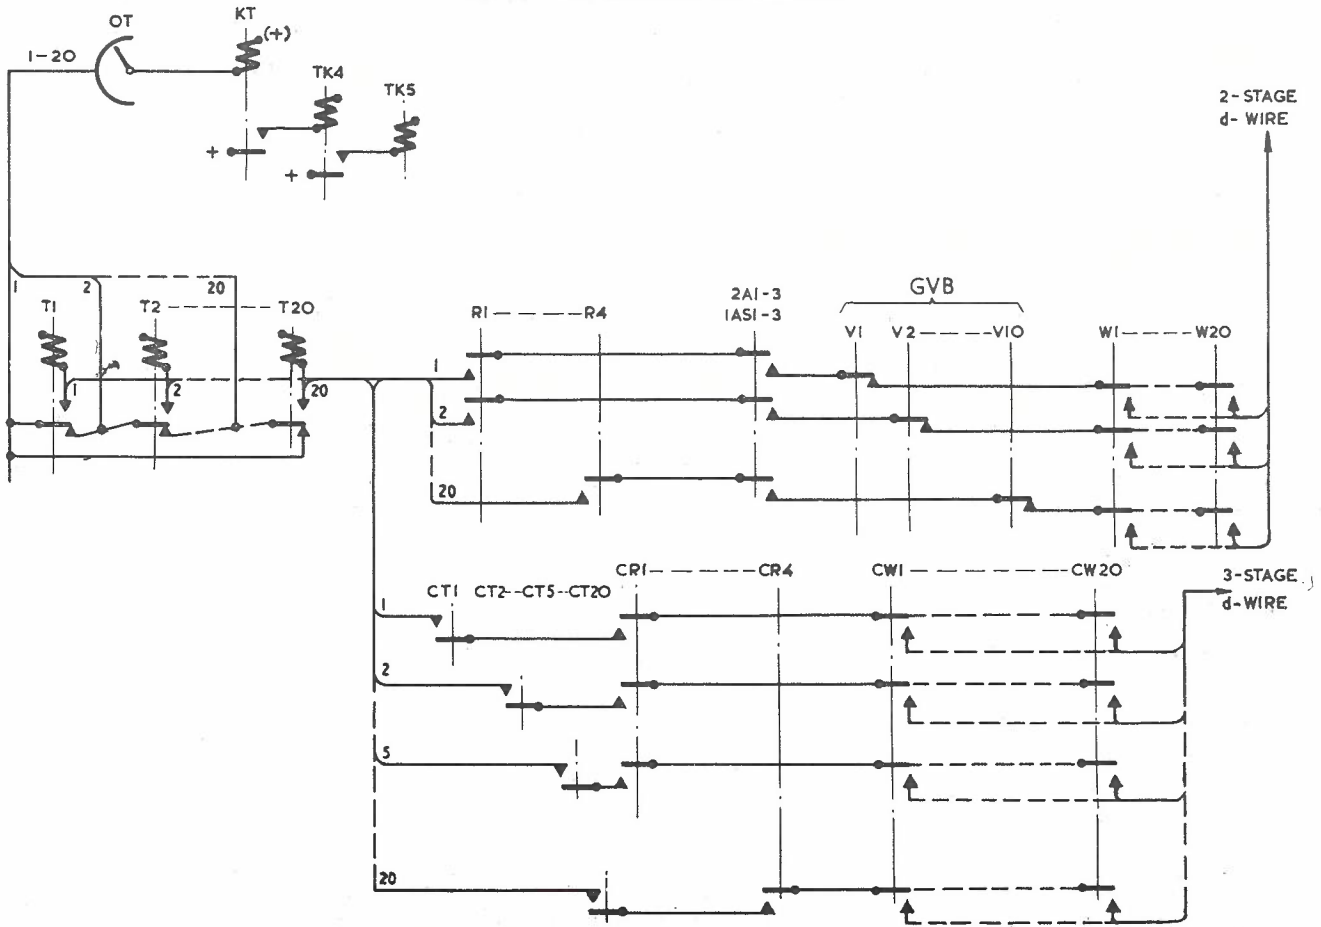 OT
KT
(+)
1-20
TK4
TK5
+
+
2-STAGE
d-WIRE
1
2
20
T1
T2
T20
1
2
20
R1
R4
2A1-3
1AS1-3
GVB
V1
V2
V10
W1
W20
1
2
20
CT1
CT2--CT5--CT20
CR1
CR4
CW1
CW20
3-STAGE
d-WIRE
1
2
5
20